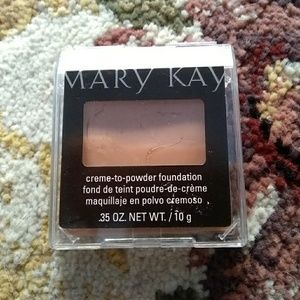 MARY KAY
creme-to-powder foundation
fond de teint poudre-de-crème
maquillaje en polvo cremoso
.35 OZ. NET WT. / 10 g